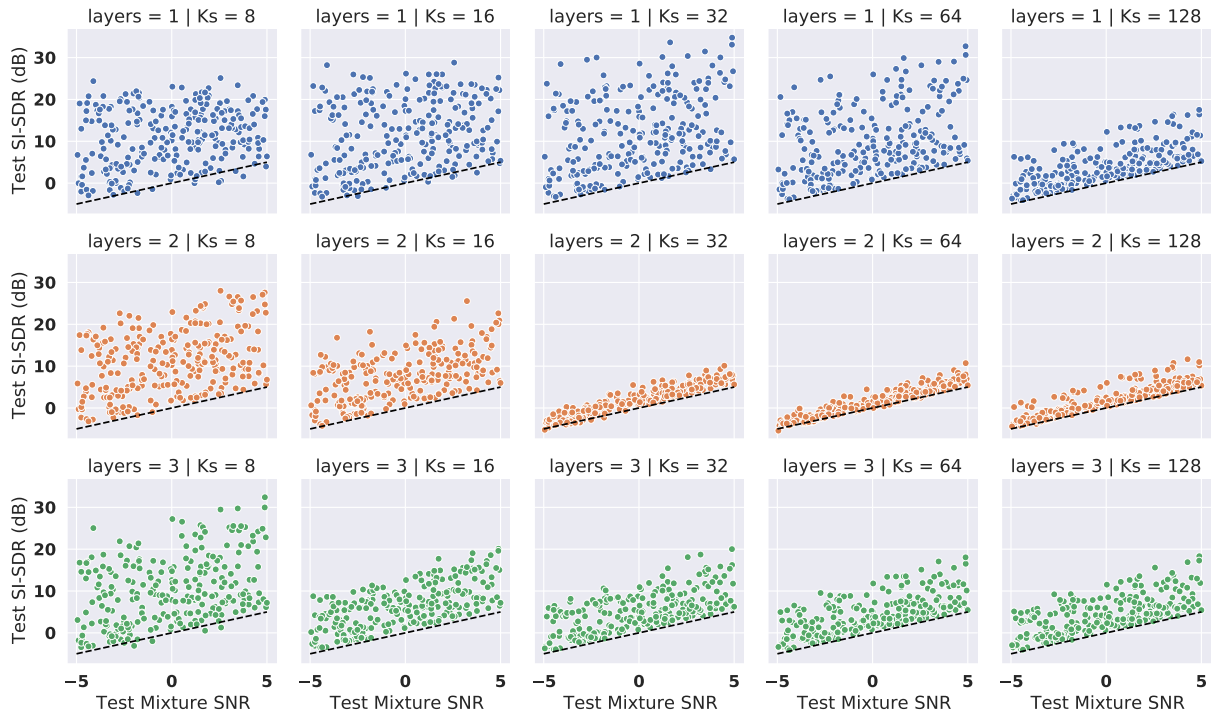 layers = 1 | Ks = 8
layers = 1 | Ks = 16
layers = 1 | Ks = 32
layers = 1 | Ks = 64
layers = 1 | Ks = 128
Test SI-SDR (dB)
30
20
10
0
layers = 2 | Ks = 8
layers = 2 | Ks = 16
layers = 2 | Ks = 32
layers = 2 | Ks = 64
layers = 2 | Ks = 128
Test SI-SDR (dB)
30
20
10
0
layers = 3 | Ks = 8
layers = 3 | Ks = 16
layers = 3 | Ks = 32
layers = 3 | Ks = 64
layers = 3 | Ks = 128
Test SI-SDR (dB)
30
20
10
0
−5 0 5
−5 0 5
−5 0 5
−5 0 5
−5 0 5
Test Mixture SNR
Test Mixture SNR
Test Mixture SNR
Test Mixture SNR
Test Mixture SNR